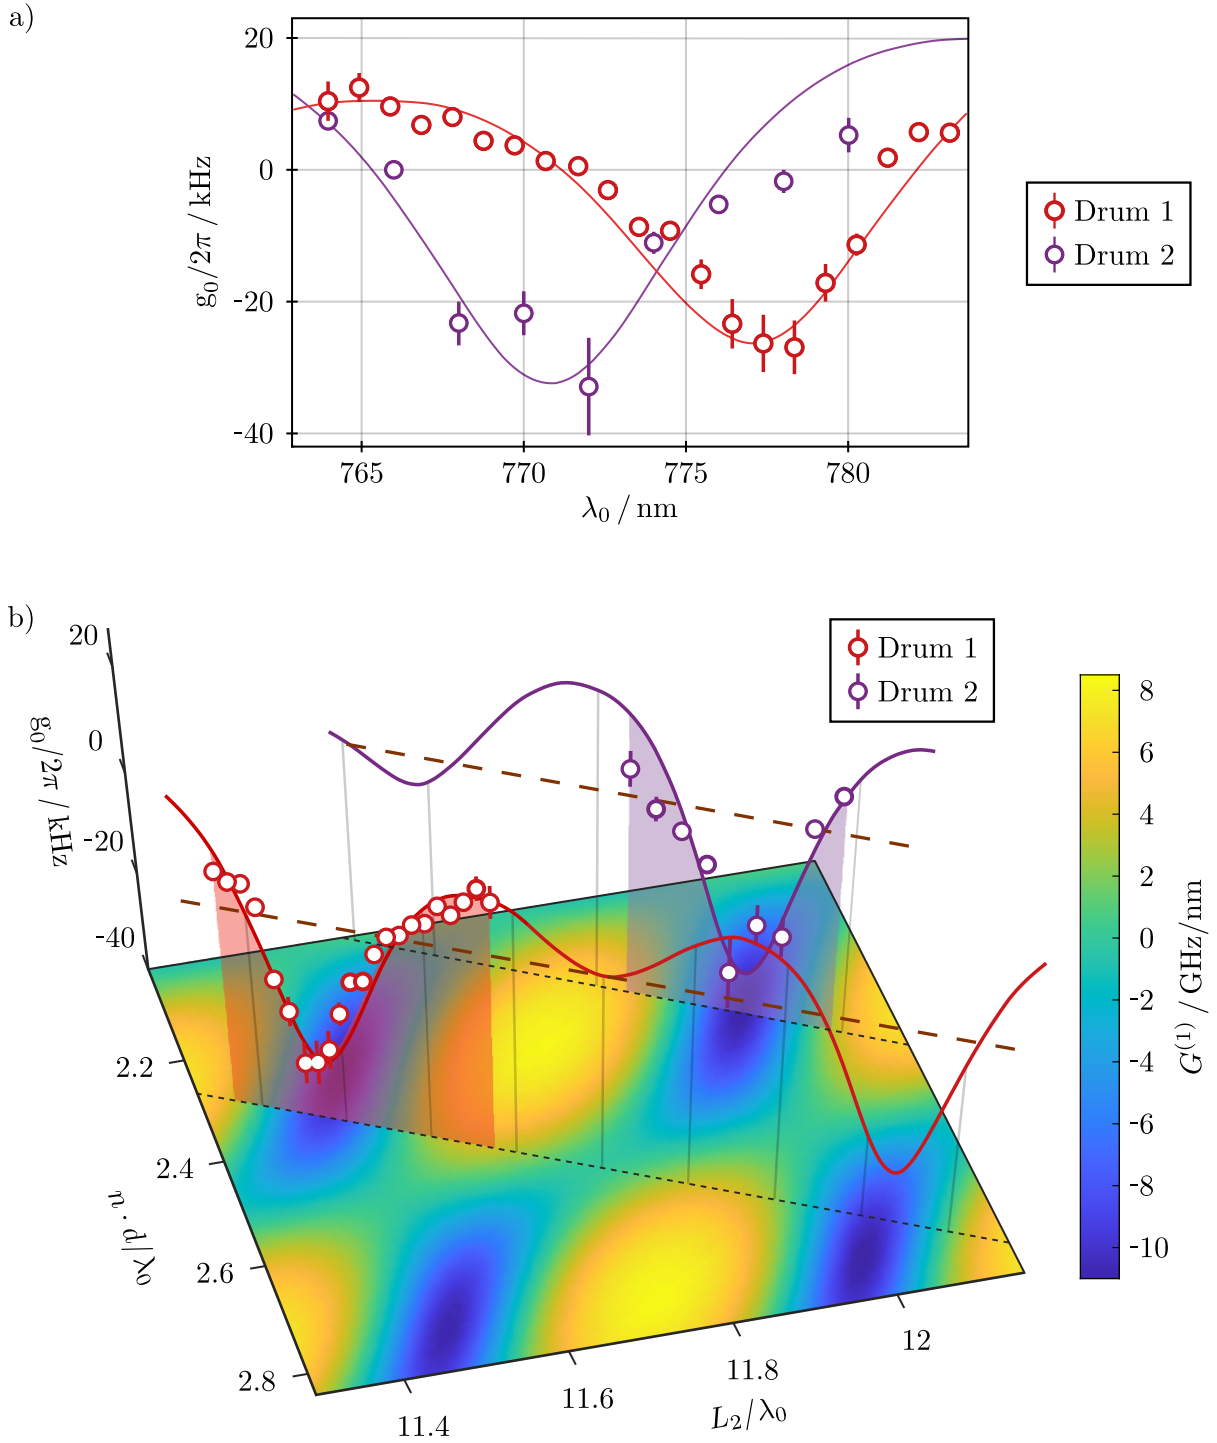 a)
20
0
-20
-40
g₀/2π / kHz
765 770 775 780
λ₀ / nm
Drum 1
Drum 2
b)
20
0
-20
-40
g₀/2π / kHz
Drum 1
Drum 2
8
6
4
2
0
-2
-4
-6
-8
-10
G⁽¹⁾ / GHz/nm
2.2
2.4
2.6
2.8
n · d/λ₀
11.4
11.6
11.8
12
L₂/λ₀